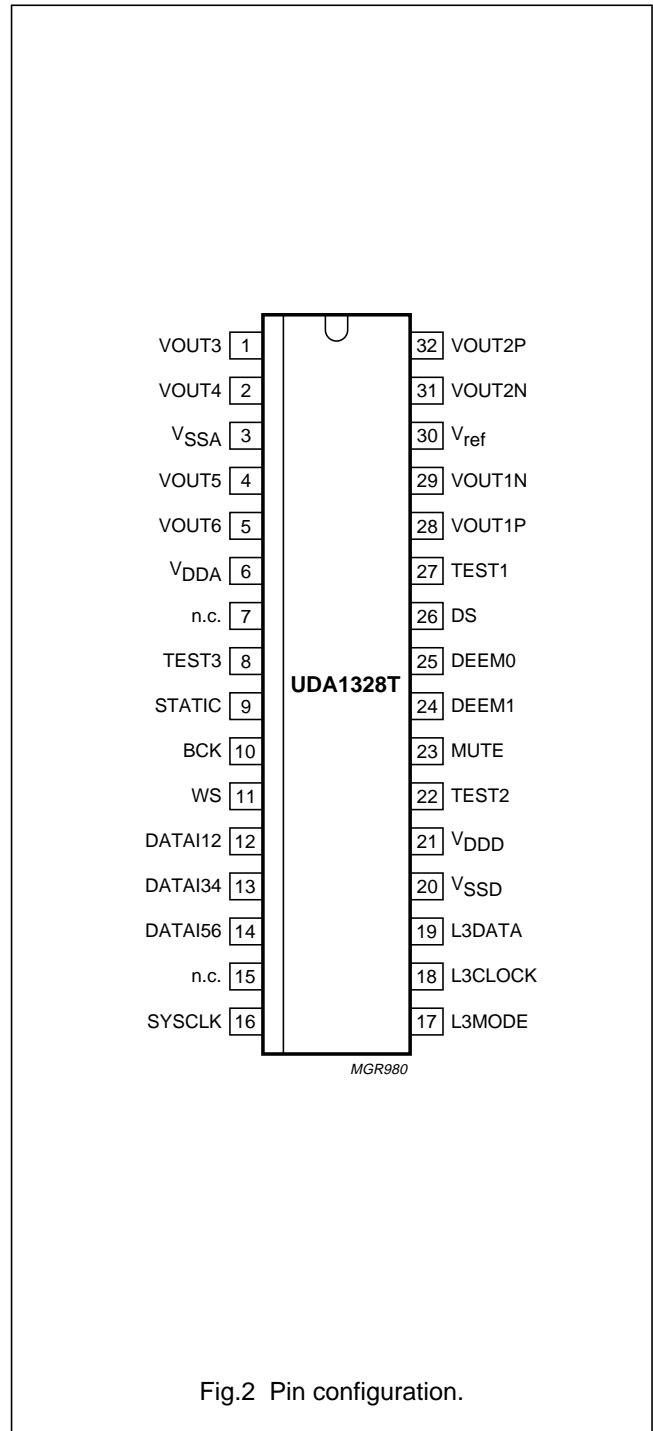 VOUT3 1 32 VOUT2P
VOUT4 2 31 VOUT2N
VSSA 3 30 Vref
VOUT5 4 29 VOUT1N
VOUT6 5 28 VOUT1P
VDDA 6 27 TEST1
n.c. 7 26 DS
TEST3 8 25 DEEM0
UDA1328T
STATIC 9 24 DEEM1
BCK 10 23 MUTE
WS 11 22 TEST2
DATAI12 12 21 VDDD
DATAI34 13 20 VSSD
DATAI56 14 19 L3DATA
n.c. 15 18 L3CLOCK
SYSCLK 16 17 L3MODE
MGR980
Fig.2 Pin configuration.